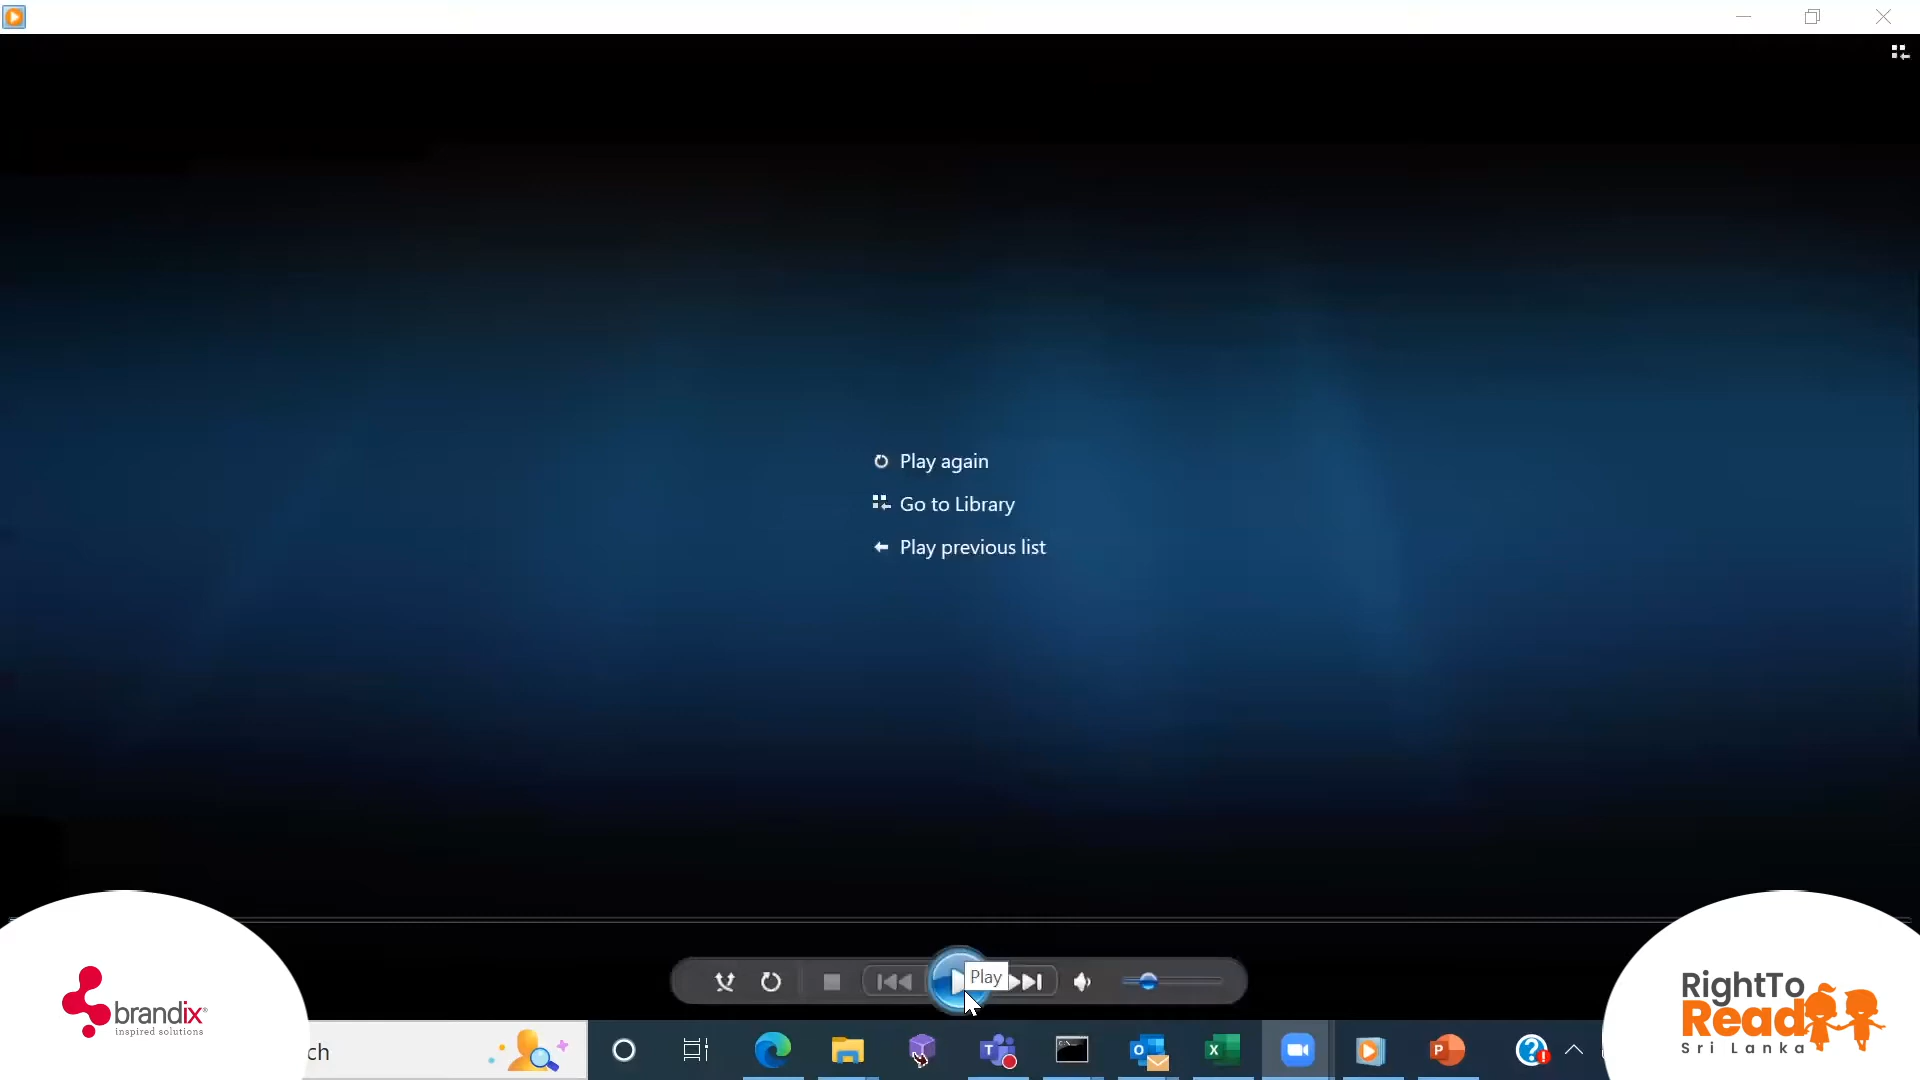 Play again
Go to Library
Play previous list
Play
brandix
inspired solutions
ch
RightTo
Read
Sri Lanka